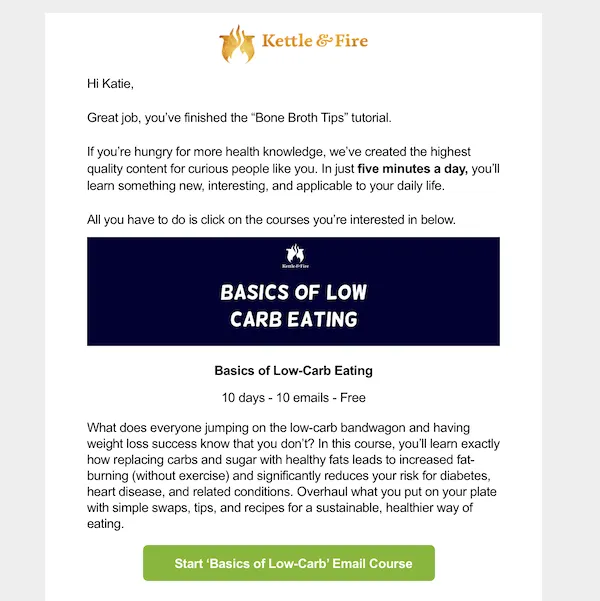 Kettle & Fire
Hi Katie,
Great job, you’ve finished the “Bone Broth Tips” tutorial.
If you’re hungry for more health knowledge, we’ve created the highest
quality content for curious people like you. In just five minutes a day, you’ll
learn something new, interesting, and applicable to your daily life.
All you have to do is click on the courses you’re interested in below.
Kettle & Fire
BASICS OF LOW
CARB EATING
Basics of Low-Carb Eating
10 days - 10 emails - Free
What does everyone jumping on the low-carb bandwagon and having
weight loss success know that you don’t? In this course, you’ll learn exactly
how replacing carbs and sugar with healthy fats leads to increased fat-
burning (without exercise) and significantly reduces your risk for diabetes,
heart disease, and related conditions. Overhaul what you put on your plate
with simple swaps, tips, and recipes for a sustainable, healthier way of
eating.
Start ‘Basics of Low-Carb’ Email Course